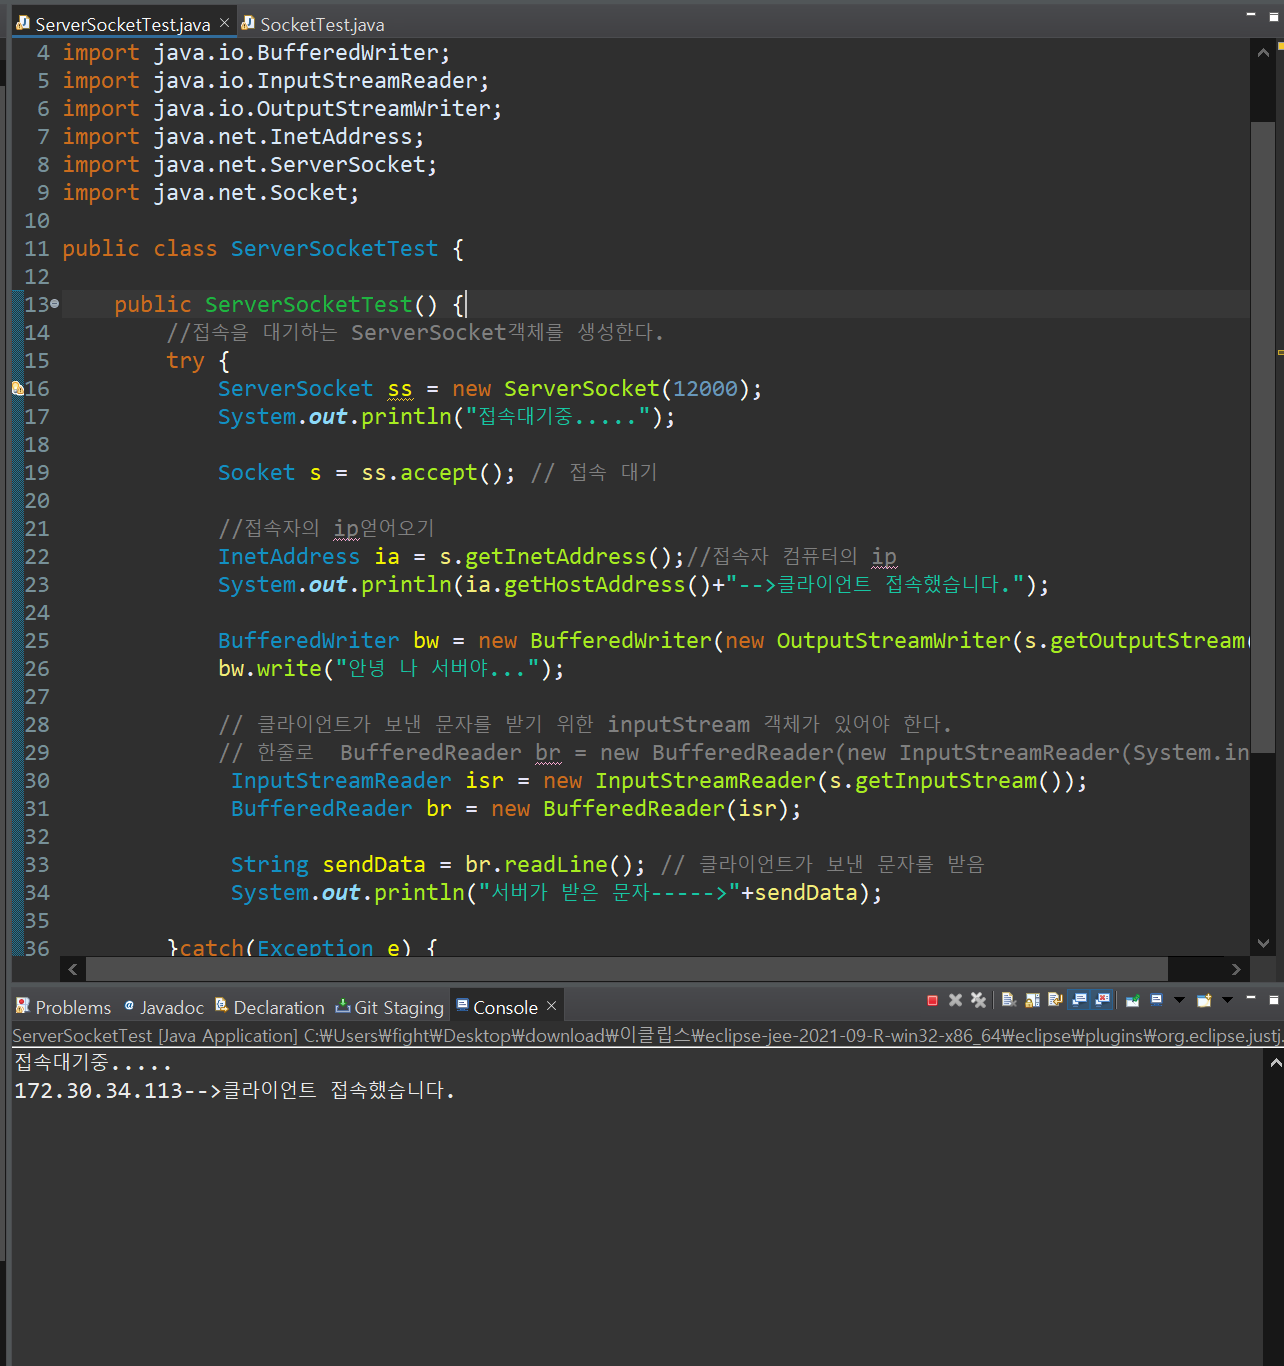 ServerSocketTest.java SocketTest.java
4 import java.io.BufferedWriter;
5 import java.io.InputStreamReader;
6 import java.io.OutputStreamWriter;
7 import java.net.InetAddress;
8 import java.net.ServerSocket;
9 import java.net.Socket;
10
11 public class ServerSocketTest {
12
13 public ServerSocketTest() {
14 //접속을 대기하는 ServerSocket객체를 생성한다.
15 try {
16 ServerSocket ss = new ServerSocket(12000);
17 System.out.println("접속대기중.....");
18
19 Socket s = ss.accept(); // 접속 대기
20
21 //접속자의 ip얻어오기
22 InetAddress ia = s.getInetAddress();//접속자 컴퓨터의 ip
23 System.out.println(ia.getHostAddress()+"-->클라이언트 접속했습니다.");
24
25 BufferedWriter bw = new BufferedWriter(new OutputStreamWriter(s.getOutputStream(
26 bw.write("안녕 나 서버야...");
27
28 // 클라이언트가 보낸 문자를 받기 위한 inputStream 객체가 있어야 한다.
29 // 한줄로 BufferedReader br = new BufferedReader(new InputStreamReader(System.in
30 InputStreamReader isr = new InputStreamReader(s.getInputStream());
31 BufferedReader br = new BufferedReader(isr);
32
33 String sendData = br.readLine(); // 클라이언트가 보낸 문자를 받음
34 System.out.println("서버가 받은 문자----->"+sendData);
35
36 }catch(Exception e) {
Problems Javadoc Declaration Git Staging Console
ServerSocketTest [Java Application] C:₩Users₩fight₩Desktop₩download₩이클립스₩eclipse-jee-2021-09-R-win32-x86_64₩eclipse₩plugins₩org.eclipse.justj.
접속대기중.....
172.30.34.113-->클라이언트 접속했습니다.